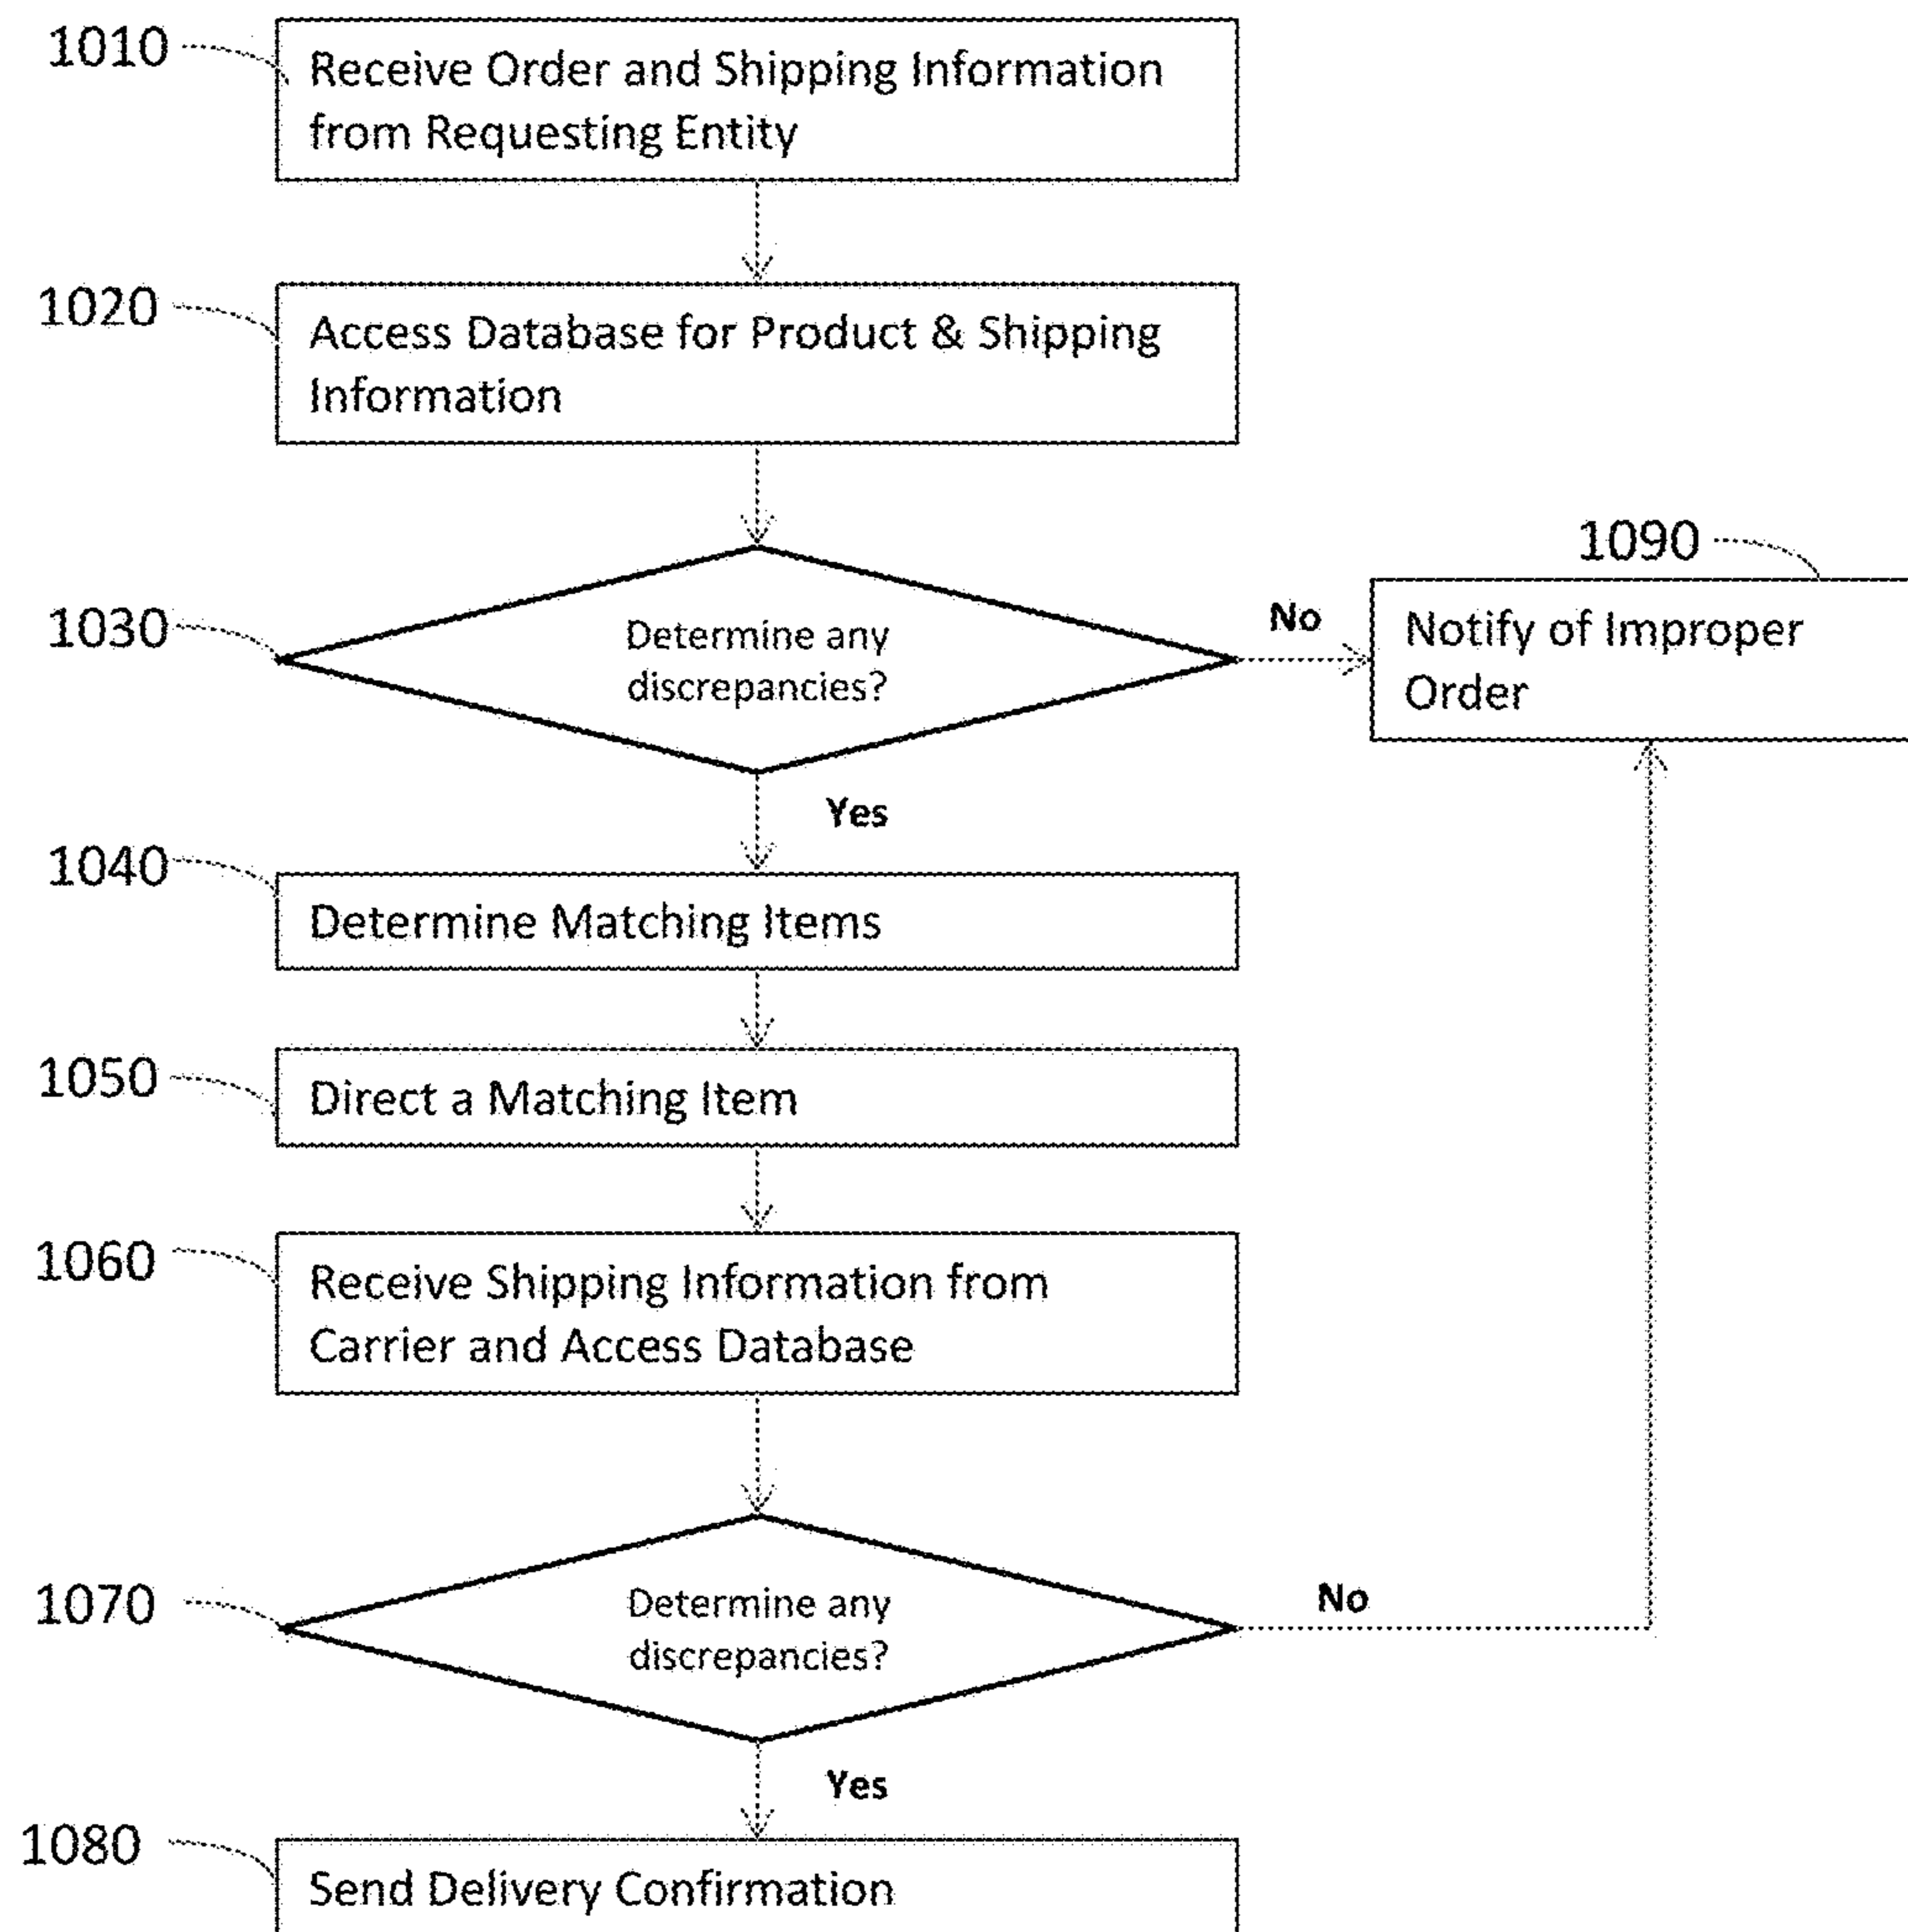 1010
Receive Order and Shipping Information
from Requesting Entity
1020
Access Database for Product & Shipping
Information
1030
Determine any
discrepancies?
No
1090
Notify of Improper
Order
Yes
1040
Determine Matching Items
1050
Direct a Matching Item
1060
Receive Shipping Information from
Carrier and Access Database
1070
Determine any
discrepancies?
No
Yes
1080
Send Delivery Confirmation